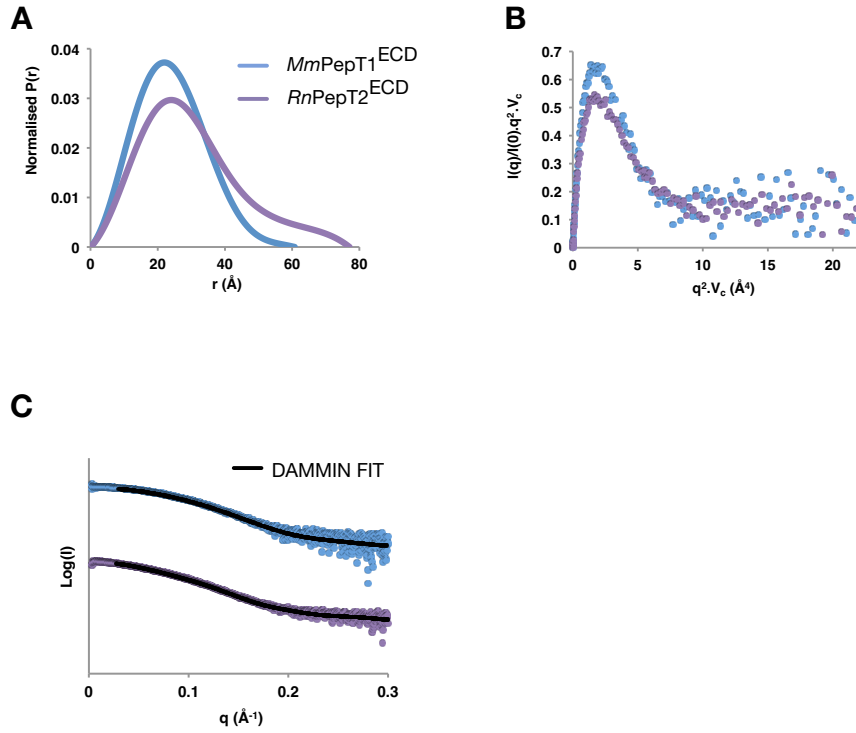 A
Normalised P(r)
0.04
0.03
0.02
0.01
0
0
20
40
60
80
r (Å)
MmPepT1ECD
RnPepT2ECD
B
I(q)/I(0).q².Vc
0.7
0.6
0.5
0.4
0.3
0.2
0.1
0
0
5
10
15
20
q².Vc (Å⁴)
C
DAMMIN FIT
Log(I)
0
0.1
0.2
0.3
q (Å⁻¹)